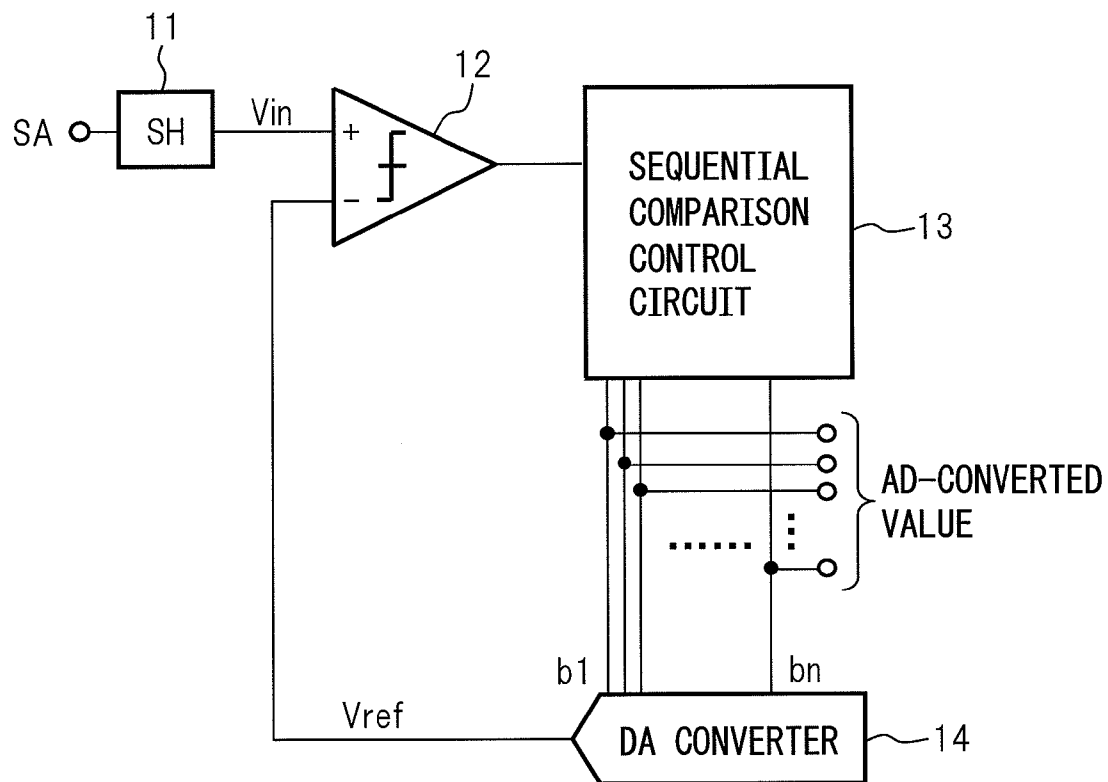 11
12
SA
SH
Vin
+
-
SEQUENTIAL
COMPARISON
CONTROL
CIRCUIT
13
AD-CONVERTED
VALUE
b1
bn
Vref
DA CONVERTER
14